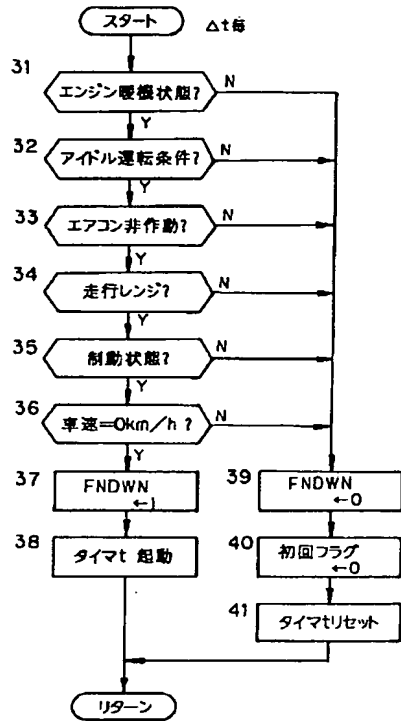 スタート
Δt毎
31
エンジン暖機状態?
N
Y
32
アイドル運転条件?
N
Y
33
エアコン非作動?
N
Y
34
走行レンジ?
N
Y
35
制動状態?
N
Y
36
車速=0km/h ?
N
Y
37
FNDWN
←1
39
FNDWN
←0
38
タイマt 起動
40
初回フラグ
←0
41
タイマtリセット
リターン